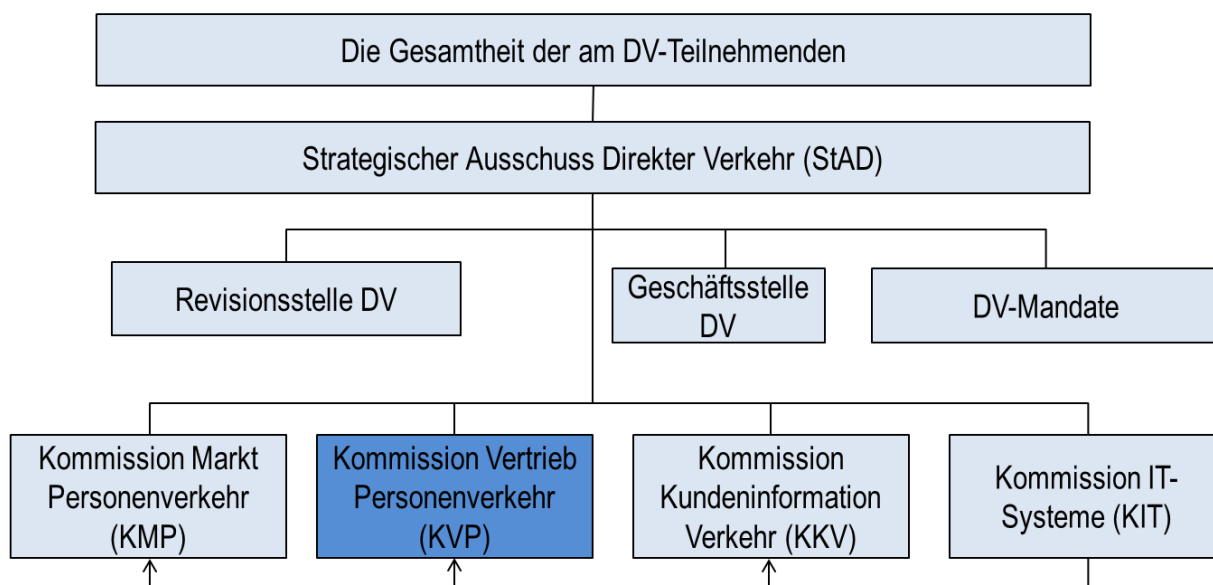 Die Gesamtheit der am DV-Teilnehmenden
Strategischer Ausschuss Direkter Verkehr (StAD)
Revisionsstelle DV
Geschäftsstelle
DV
DV-Mandate
Kommission Markt
Personenverkehr
(KMP)
Kommission Vertrieb
Personenverkehr
(KVP)
Kommission
Kundeninformation
Verkehr (KKV)
Kommission IT-
Systeme (KIT)